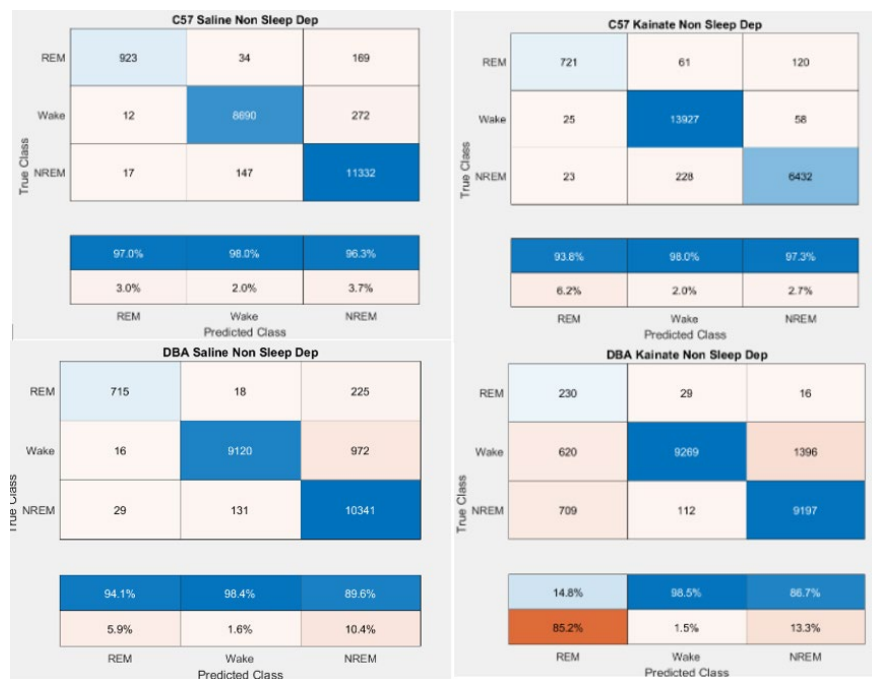 C57 Saline Non Sleep Dep
REM 923 34 169
Wake 12 8690 272
NREM 17 147 11332
True Class
97.0% 98.0% 96.3%
3.0% 2.0% 3.7%
REM Wake NREM
Predicted Class
C57 Kainate Non Sleep Dep
REM 721 61 120
Wake 25 13927 58
NREM 23 228 6432
True Class
93.8% 98.0% 97.3%
6.2% 2.0% 2.7%
REM Wake NREM
Predicted Class
DBA Saline Non Sleep Dep
REM 715 18 225
Wake 16 9120 972
NREM 29 131 10341
True Class
94.1% 98.4% 89.6%
5.9% 1.6% 10.4%
REM Wake NREM
Predicted Class
DBA Kainate Non Sleep Dep
REM 230 29 16
Wake 620 9269 1396
NREM 709 112 9197
True Class
14.8% 98.5% 86.7%
85.2% 1.5% 13.3%
REM Wake NREM
Predicted Class